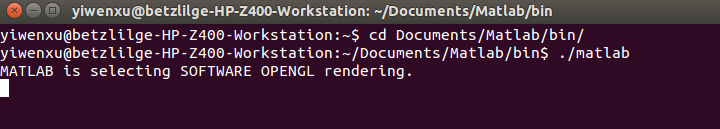 yiwenxu@betzlilge-HP-Z400-Workstation: ~/Documents/Matlab/bin
yiwenxu@betzlilge-HP-Z400-Workstation:~$ cd Documents/Matlab/bin/
yiwenxu@betzlilge-HP-Z400-Workstation:~/Documents/Matlab/bin$ ./matlab
MATLAB is selecting SOFTWARE OPENGL rendering.